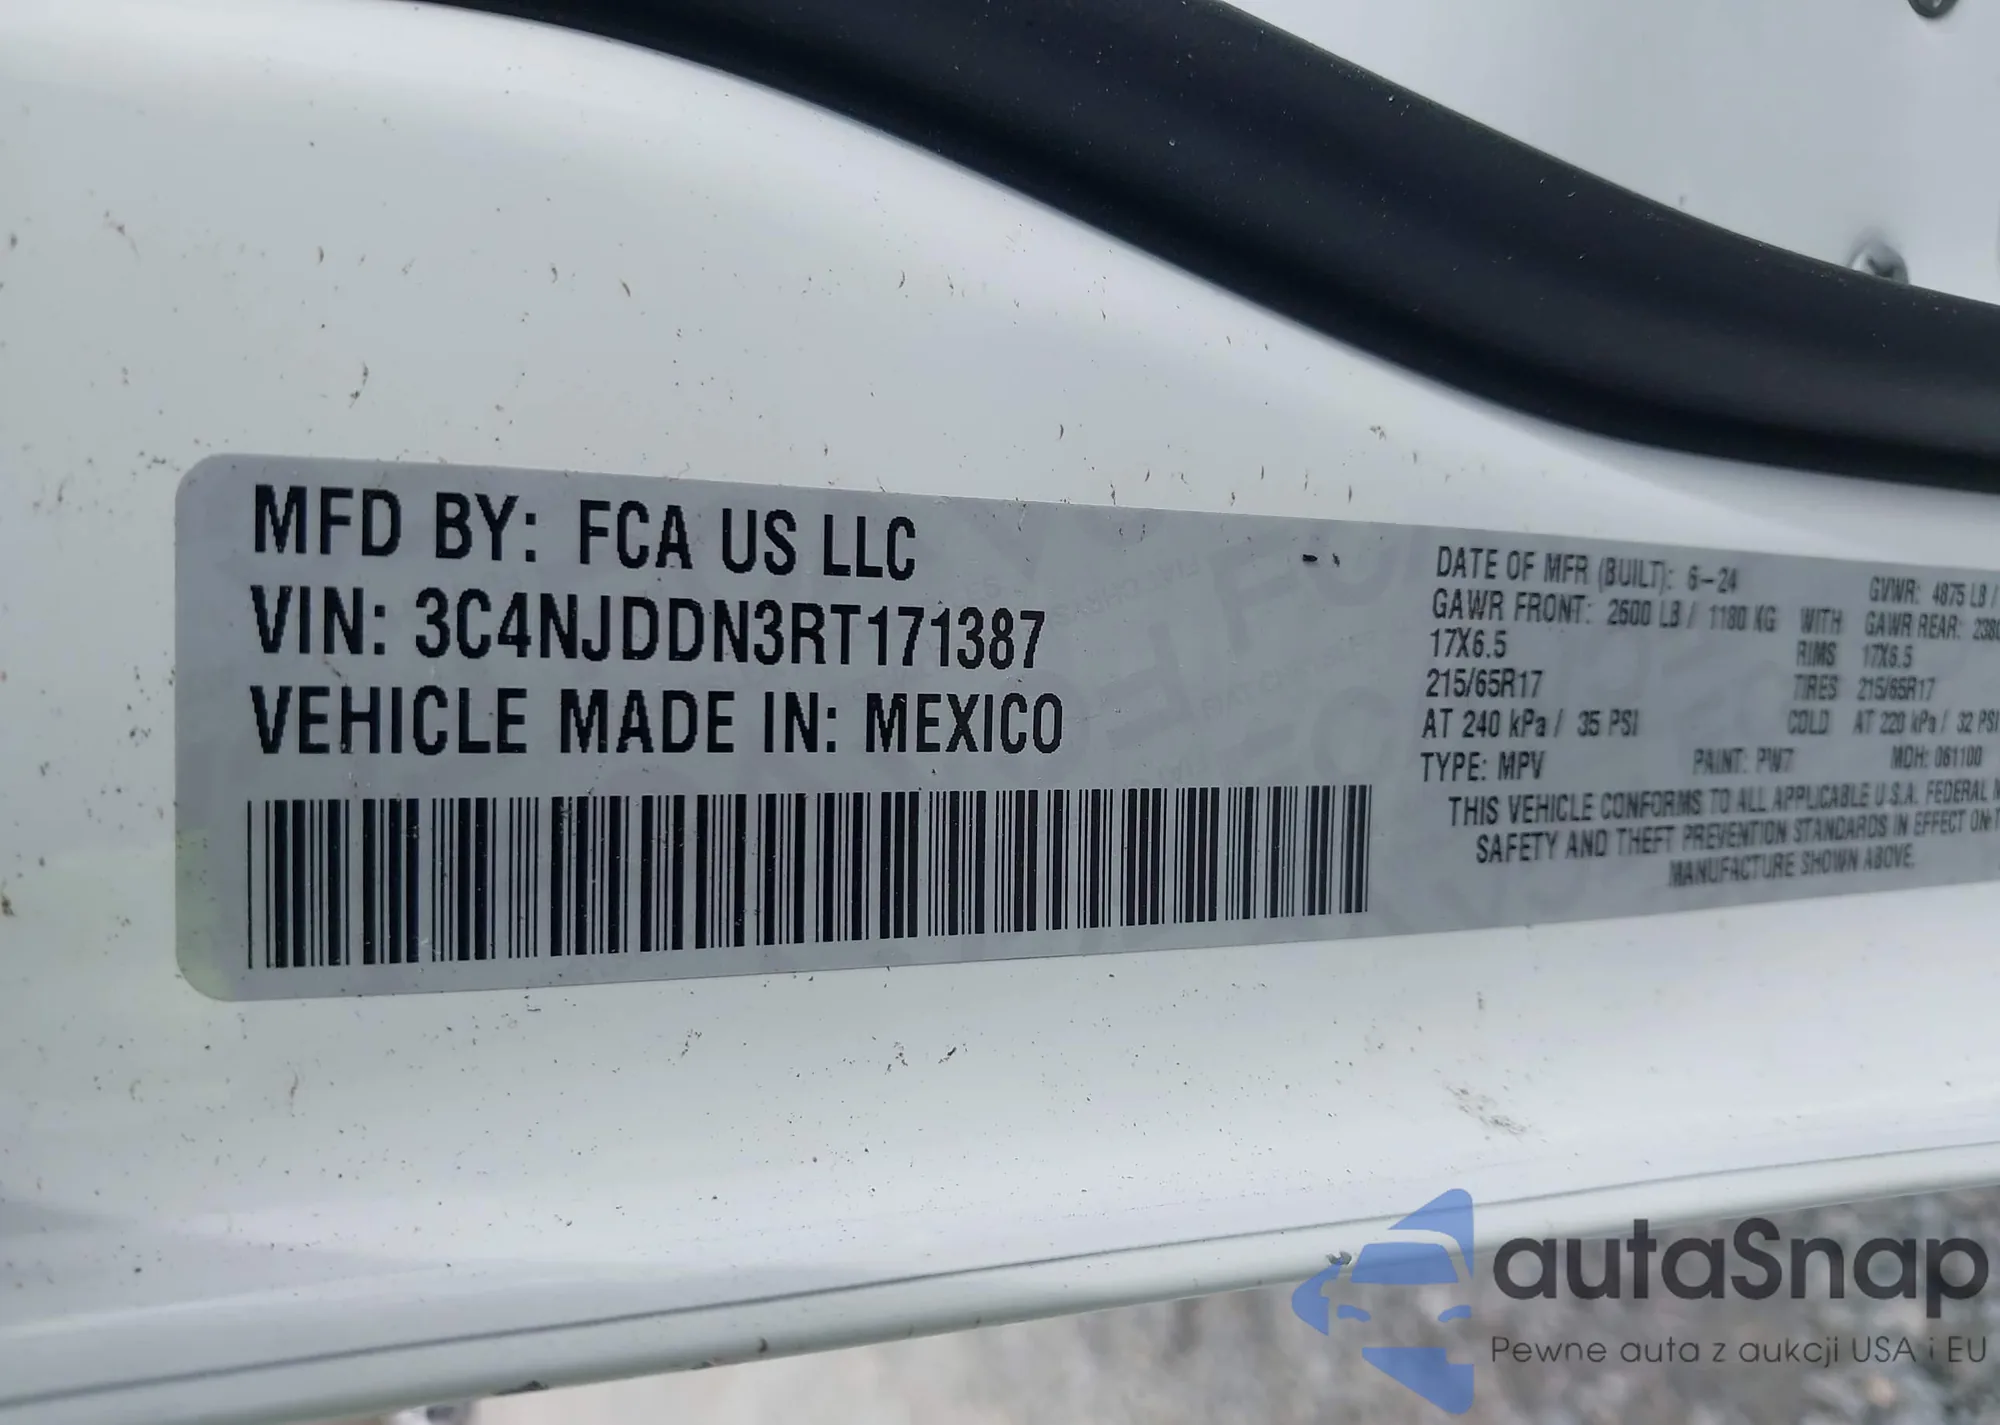 MFD BY: FCA US LLC
VIN: 3C4NJDDN3RT171387
VEHICLE MADE IN: MEXICO
DATE OF MFR (BUILT): 6-24 GVWR: 4875 LB /
GAWR FRONT: 2600 LB / 1180 KG WITH GAWR REAR: 2380
17X6.5 RIMS 17X6.5
215/65R17 TIRES 215/65R17
AT 240 kPa / 35 PSI COLD AT 220 kPa / 32 PSI
TYPE: MPV PAINT: PW7 MDH: 061100
THIS VEHICLE CONFORMS TO ALL APPLICABLE U.S.A. FEDERAL
SAFETY AND THEFT PREVENTION STANDARDS IN EFFECT ON
MANUFACTURE SHOWN ABOVE.
autaSnap
Pewne auta z aukcji USA i EU